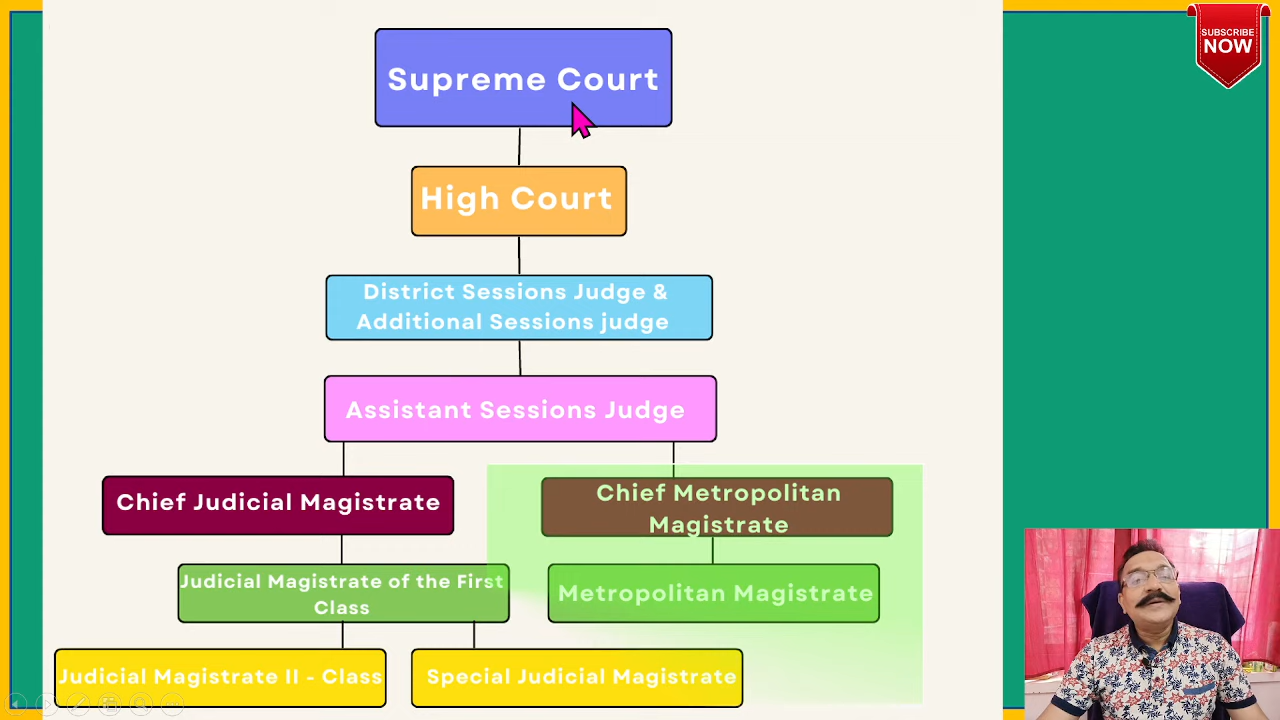 SUBSCRIBE
NOW
Supreme Court
High Court
District Sessions Judge &
Additional Sessions judge
Assistant Sessions Judge
Chief Judicial Magistrate
Chief Metropolitan
Magistrate
Judicial Magistrate of the First
Class
Metropolitan Magistrate
Judicial Magistrate II - Class
Special Judicial Magistrate